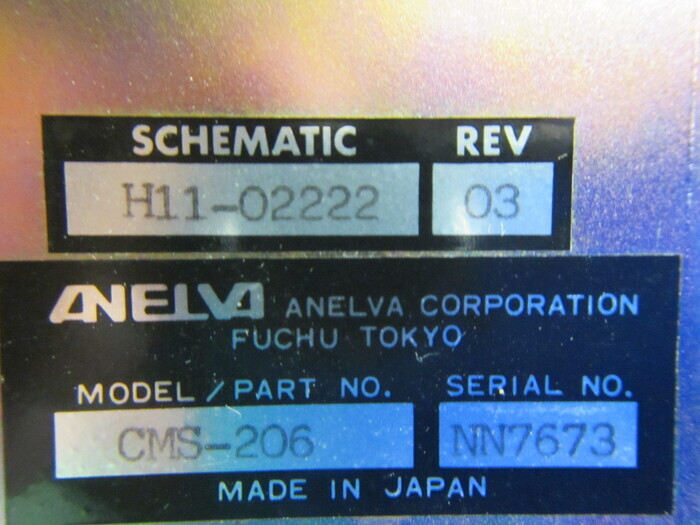 SCHEMATIC REV
H11-02222 03
ANELVA ANELVA CORPORATION
FUCHU TOKYO
MODEL/PART NO. SERIAL NO.
CMS-206 NN7673
MADE IN JAPAN